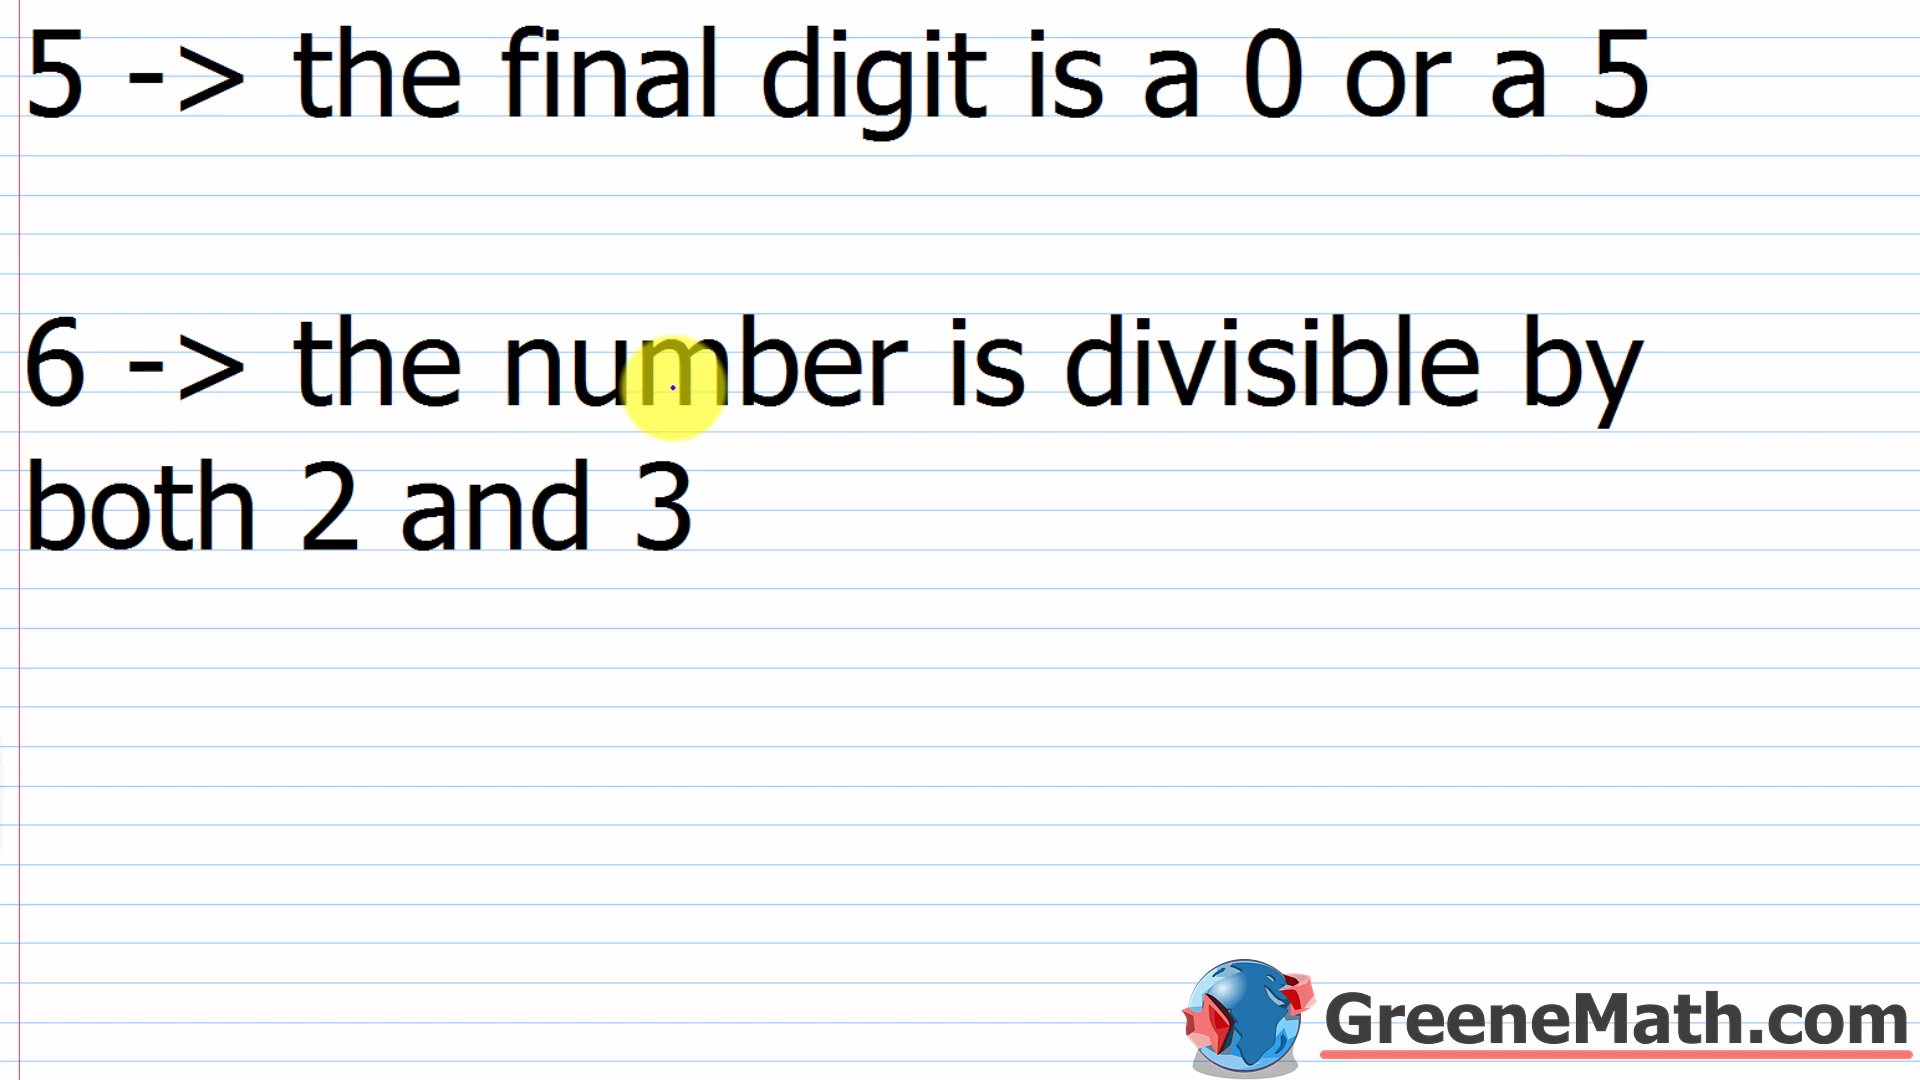 5 -> the final digit is a 0 or a 5
6 -> the number is divisible by
both 2 and 3
GreeneMath.com